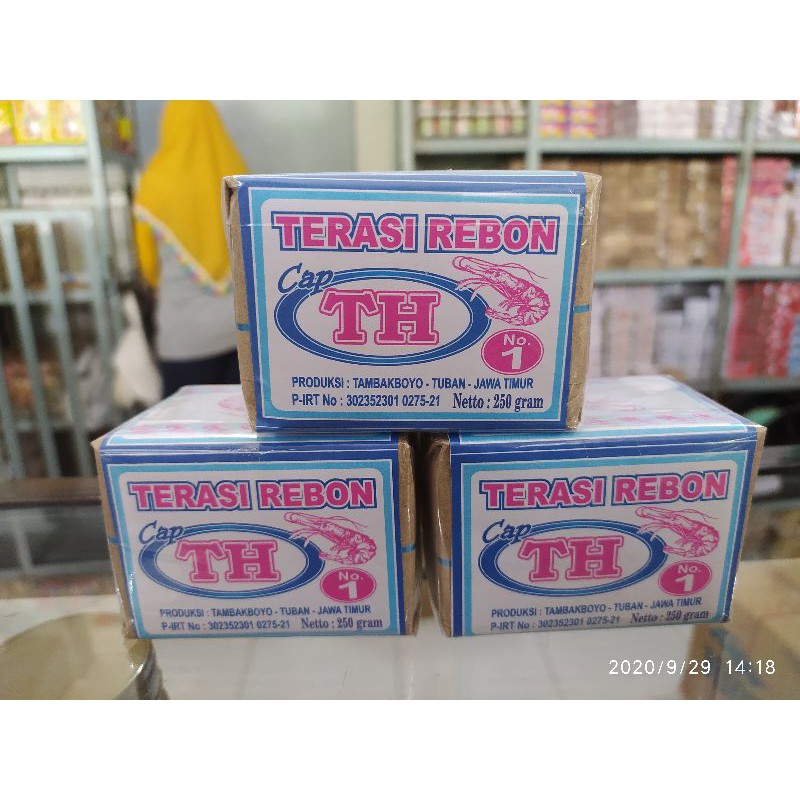 TERASI REBON
Cap
TH
No.
1
PRODUKSI : TAMBAKBOYO - TUBAN - JAWA TIMUR
P-IRT No : 302352301 0275-21 Netto : 250 gram
TERASI REBON
Cap
TH
No.
1
PRODUKSI : TAMBAKBOYO - TUBAN - JAWA TIMUR
P-IRT No : 302352301 0275-21 Netto : 250 gram
TERASI REBON
Cap
TH
No.
1
PRODUKSI : TAMBAKBOYO - TUBAN - JAWA TIMUR
P-IRT No : 302352301 0275-21 Netto : 250 gram
2020/9/29 14:18